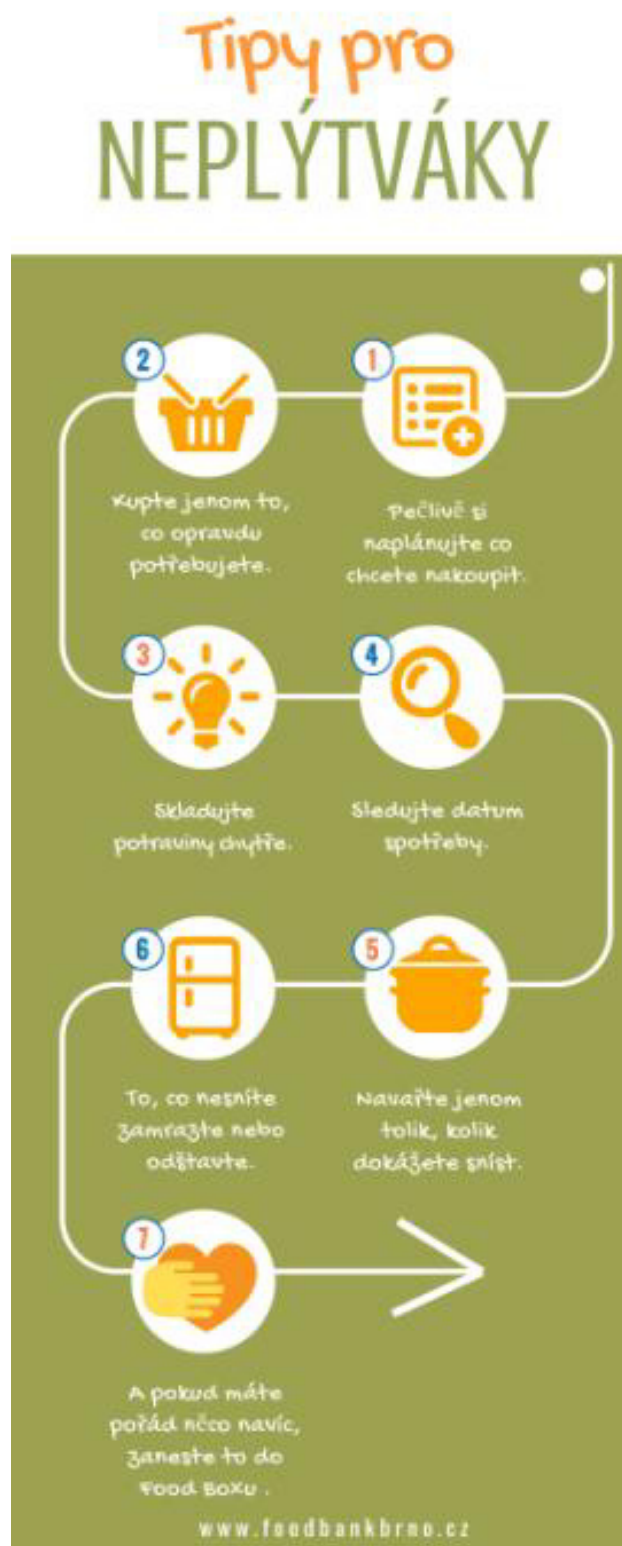 Tipy pro
NEPLÝTVÁKY
1
Pečlivě si
naplánujte co
chcete nakoupit.
2
Kupte jenom to,
co opravdu
potřebujete.
3
Skladujte
potraviny chytře.
4
Sledujte datum
spotřeby.
5
Navařte jenom
tolik, kolik
dokážete sníst.
6
To, co nesníte
zamrazte nebo
odšťavte.
7
A pokud máte
pořád něco navíc,
zaneste to do
Food Boxu .
www.foodbankbrno.cz